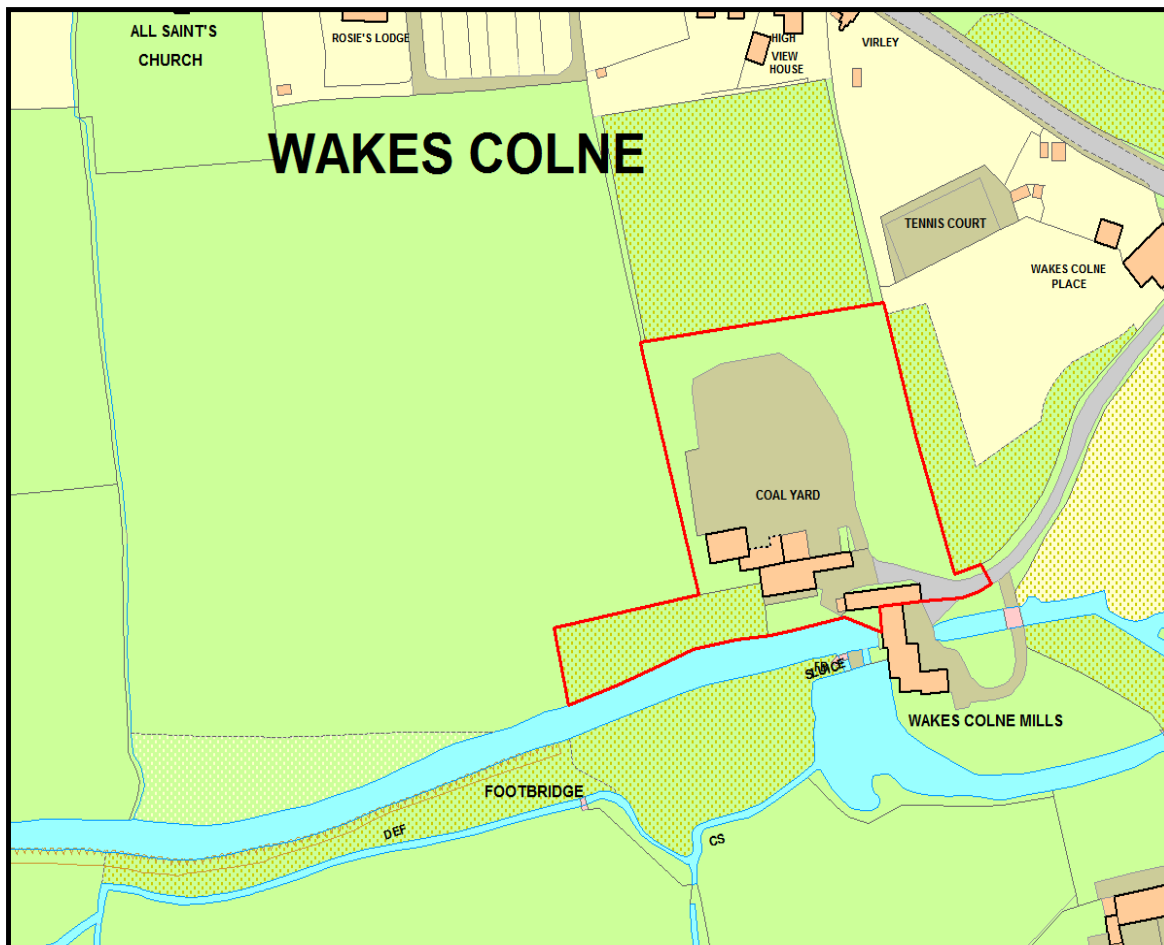 ALL SAINT'S
CHURCH
ROSIE'S LODGE
HIGH
VIEW
HOUSE
VIRLEY
WAKES COLNE
TENNIS COURT
WAKES COLNE
PLACE
COAL YARD
SLUICE
WAKES COLNE MILLS
FOOTBRIDGE
DEF
CS